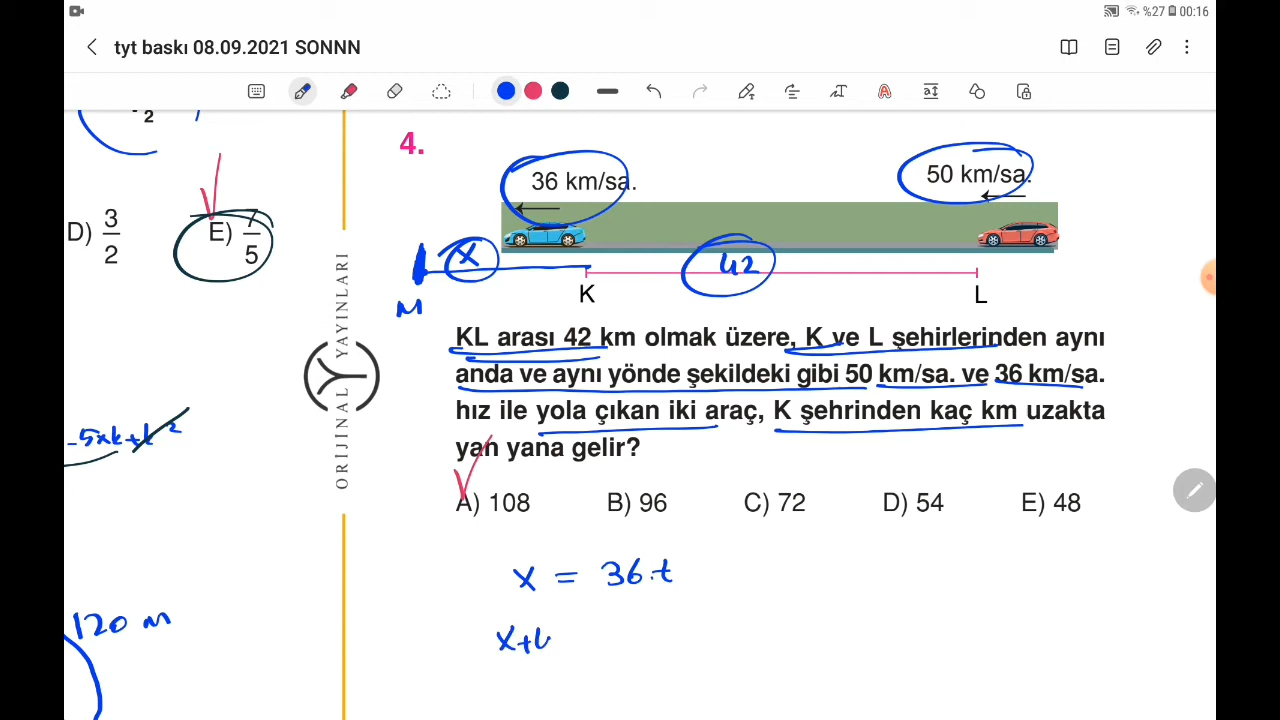 %27 00:16
tyt baskı 08.09.2021 SONNN
2
D) 3/2
E) 7/5
-5xk+k²
120 m
ORİJİNAL YAYINLARI
4.
36 km/sa.
50 km/sa.
x
42
M
K
L
KL arası 42 km olmak üzere, K ve L şehirlerinden aynı
anda ve aynı yönde şekildeki gibi 50 km/sa. ve 36 km/sa.
hız ile yola çıkan iki araç, K şehrinden kaç km uzakta
yan yana gelir?
A) 108 B) 96 C) 72 D) 54 E) 48
x = 36.t
x+